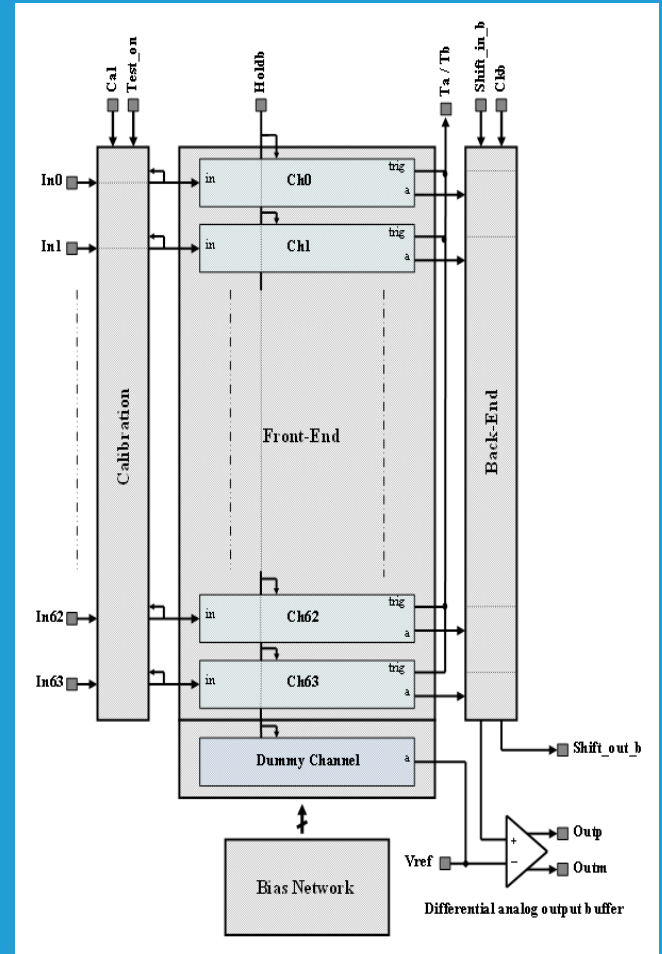 Cal
Test_on
Holdb
Ta / Tb
Shift_in_b
Ckb
In0
in
Ch0
trig
a
In1
in
Ch1
trig
a
Calibration
Front-End
Back-End
In62
in
Ch62
trig
a
In63
in
Ch63
trig
a
Dummy Channel
a
Shift_out_b
Bias Network
Vref
+
−
Outp
Outm
Differential analog output buffer